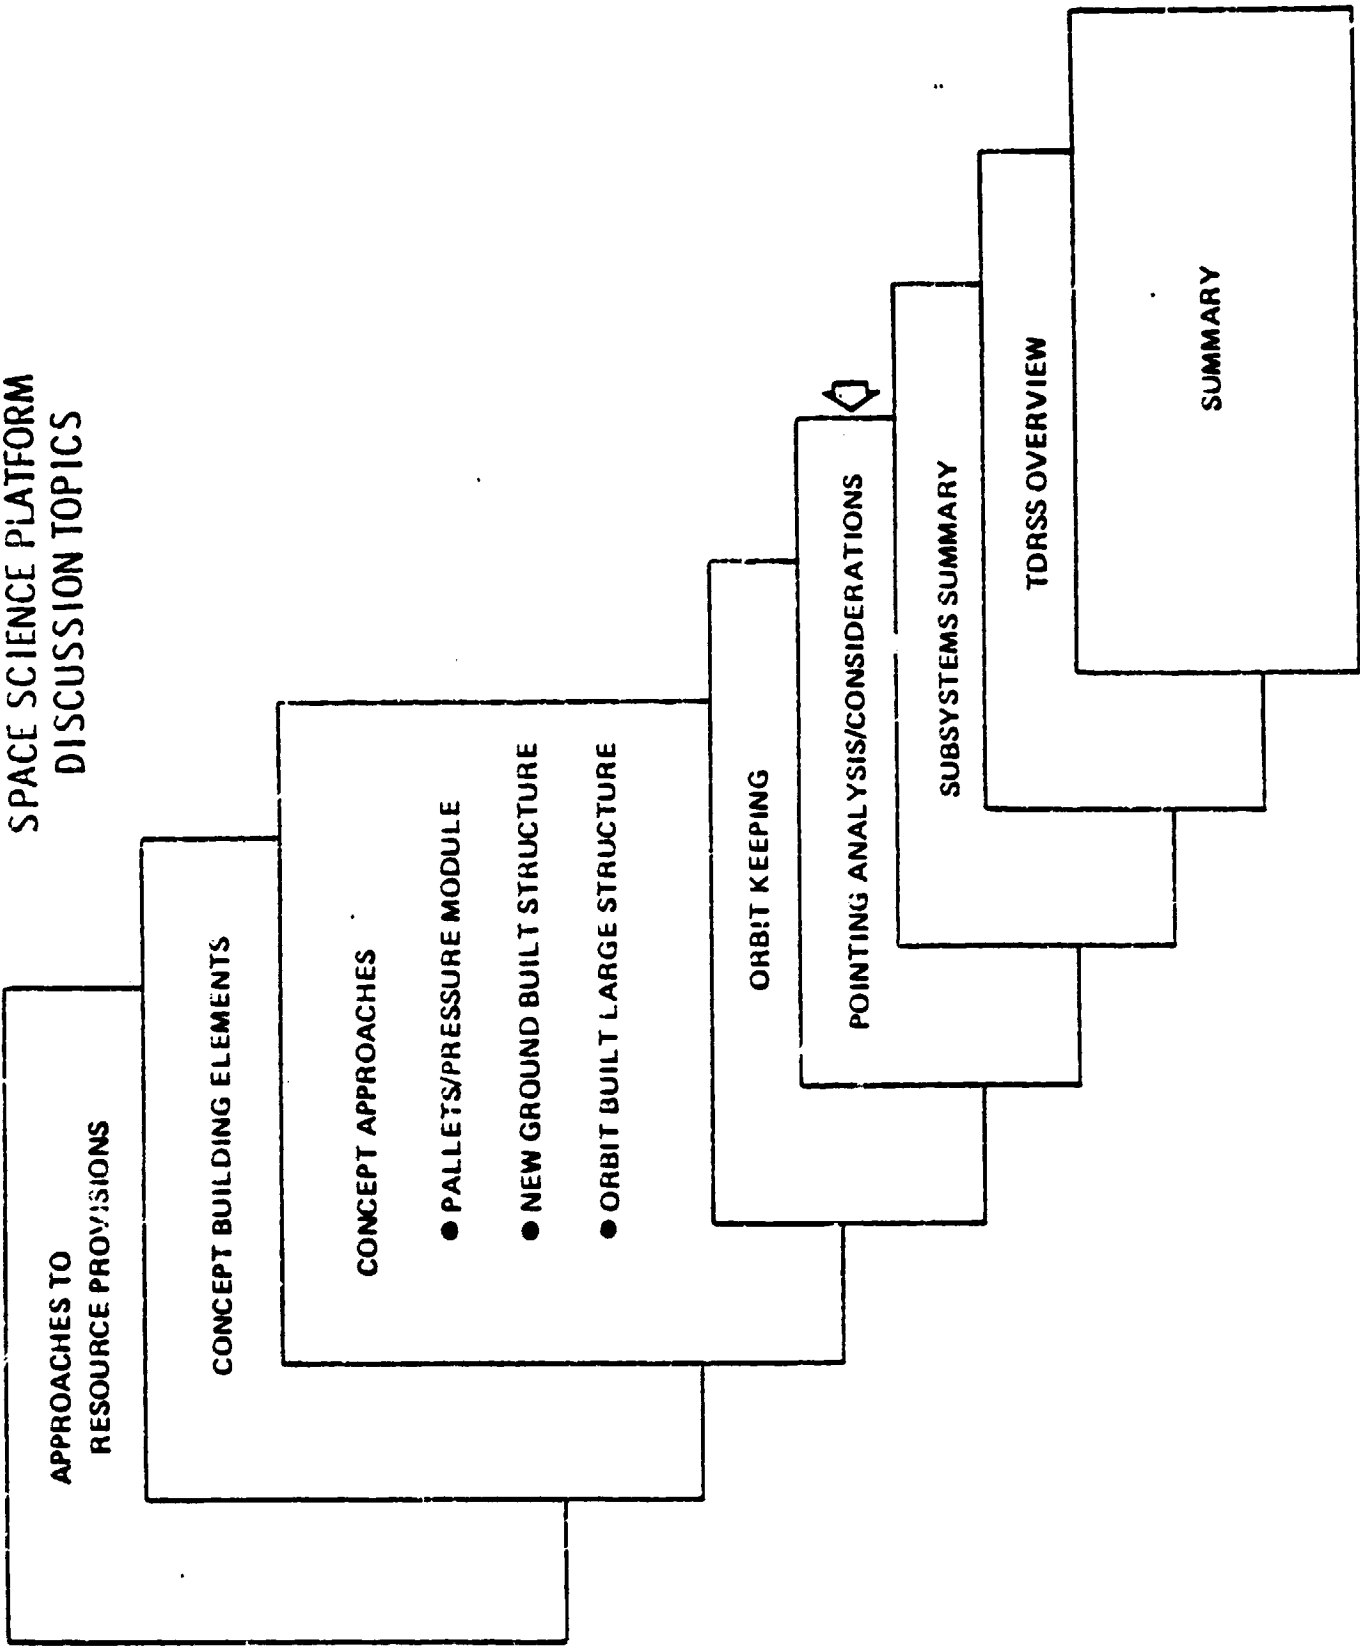 SPACE SCIENCE PLATFORM
DISCUSSION TOPICS
APPROACHES TO
RESOURCE PROVISIONS
CONCEPT BUILDING ELEMENTS
CONCEPT APPROACHES
● PALLETS/PRESSURE MODULE
● NEW GROUND BUILT STRUCTURE
● ORBIT BUILT LARGE STRUCTURE
ORBIT KEEPING
POINTING ANALYSIS/CONSIDERATIONS
SUBSYSTEMS SUMMARY
TDRSS OVERVIEW
SUMMARY